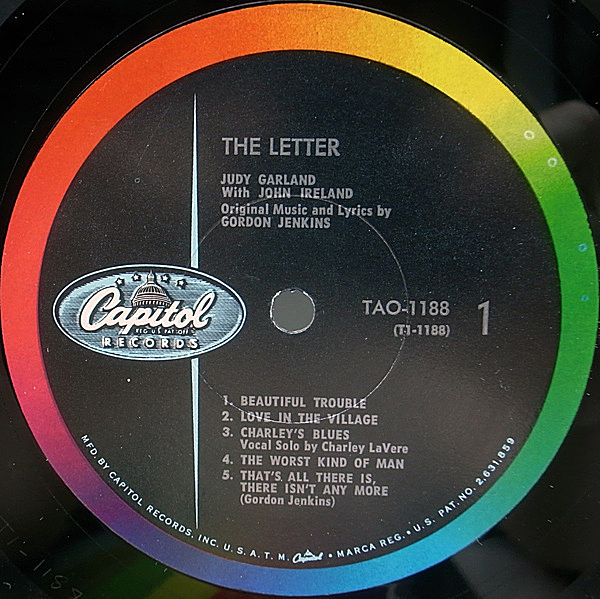 THE LETTER
JUDY GARLAND
With JOHN IRELAND
Original Music and Lyrics by
GORDON JENKINS
Capitol
REG. U.S. PAT. OFF.
RECORDS
TAO-1188
(T1-1188)
1
1. BEAUTIFUL TROUBLE
2. LOVE IN THE VILLAGE
3. CHARLEY'S BLUES
Vocal Solo by Charley LaVere
4. THE WORST KIND OF MAN
5. THAT'S ALL THERE IS,
THERE ISN'T ANY MORE
(Gordon Jenkins)
MFD. BY CAPITOL RECORDS, INC. U. S. A. T. M. Capitol • MARCA REG. • U. S. PAT. NO. 2,631,859